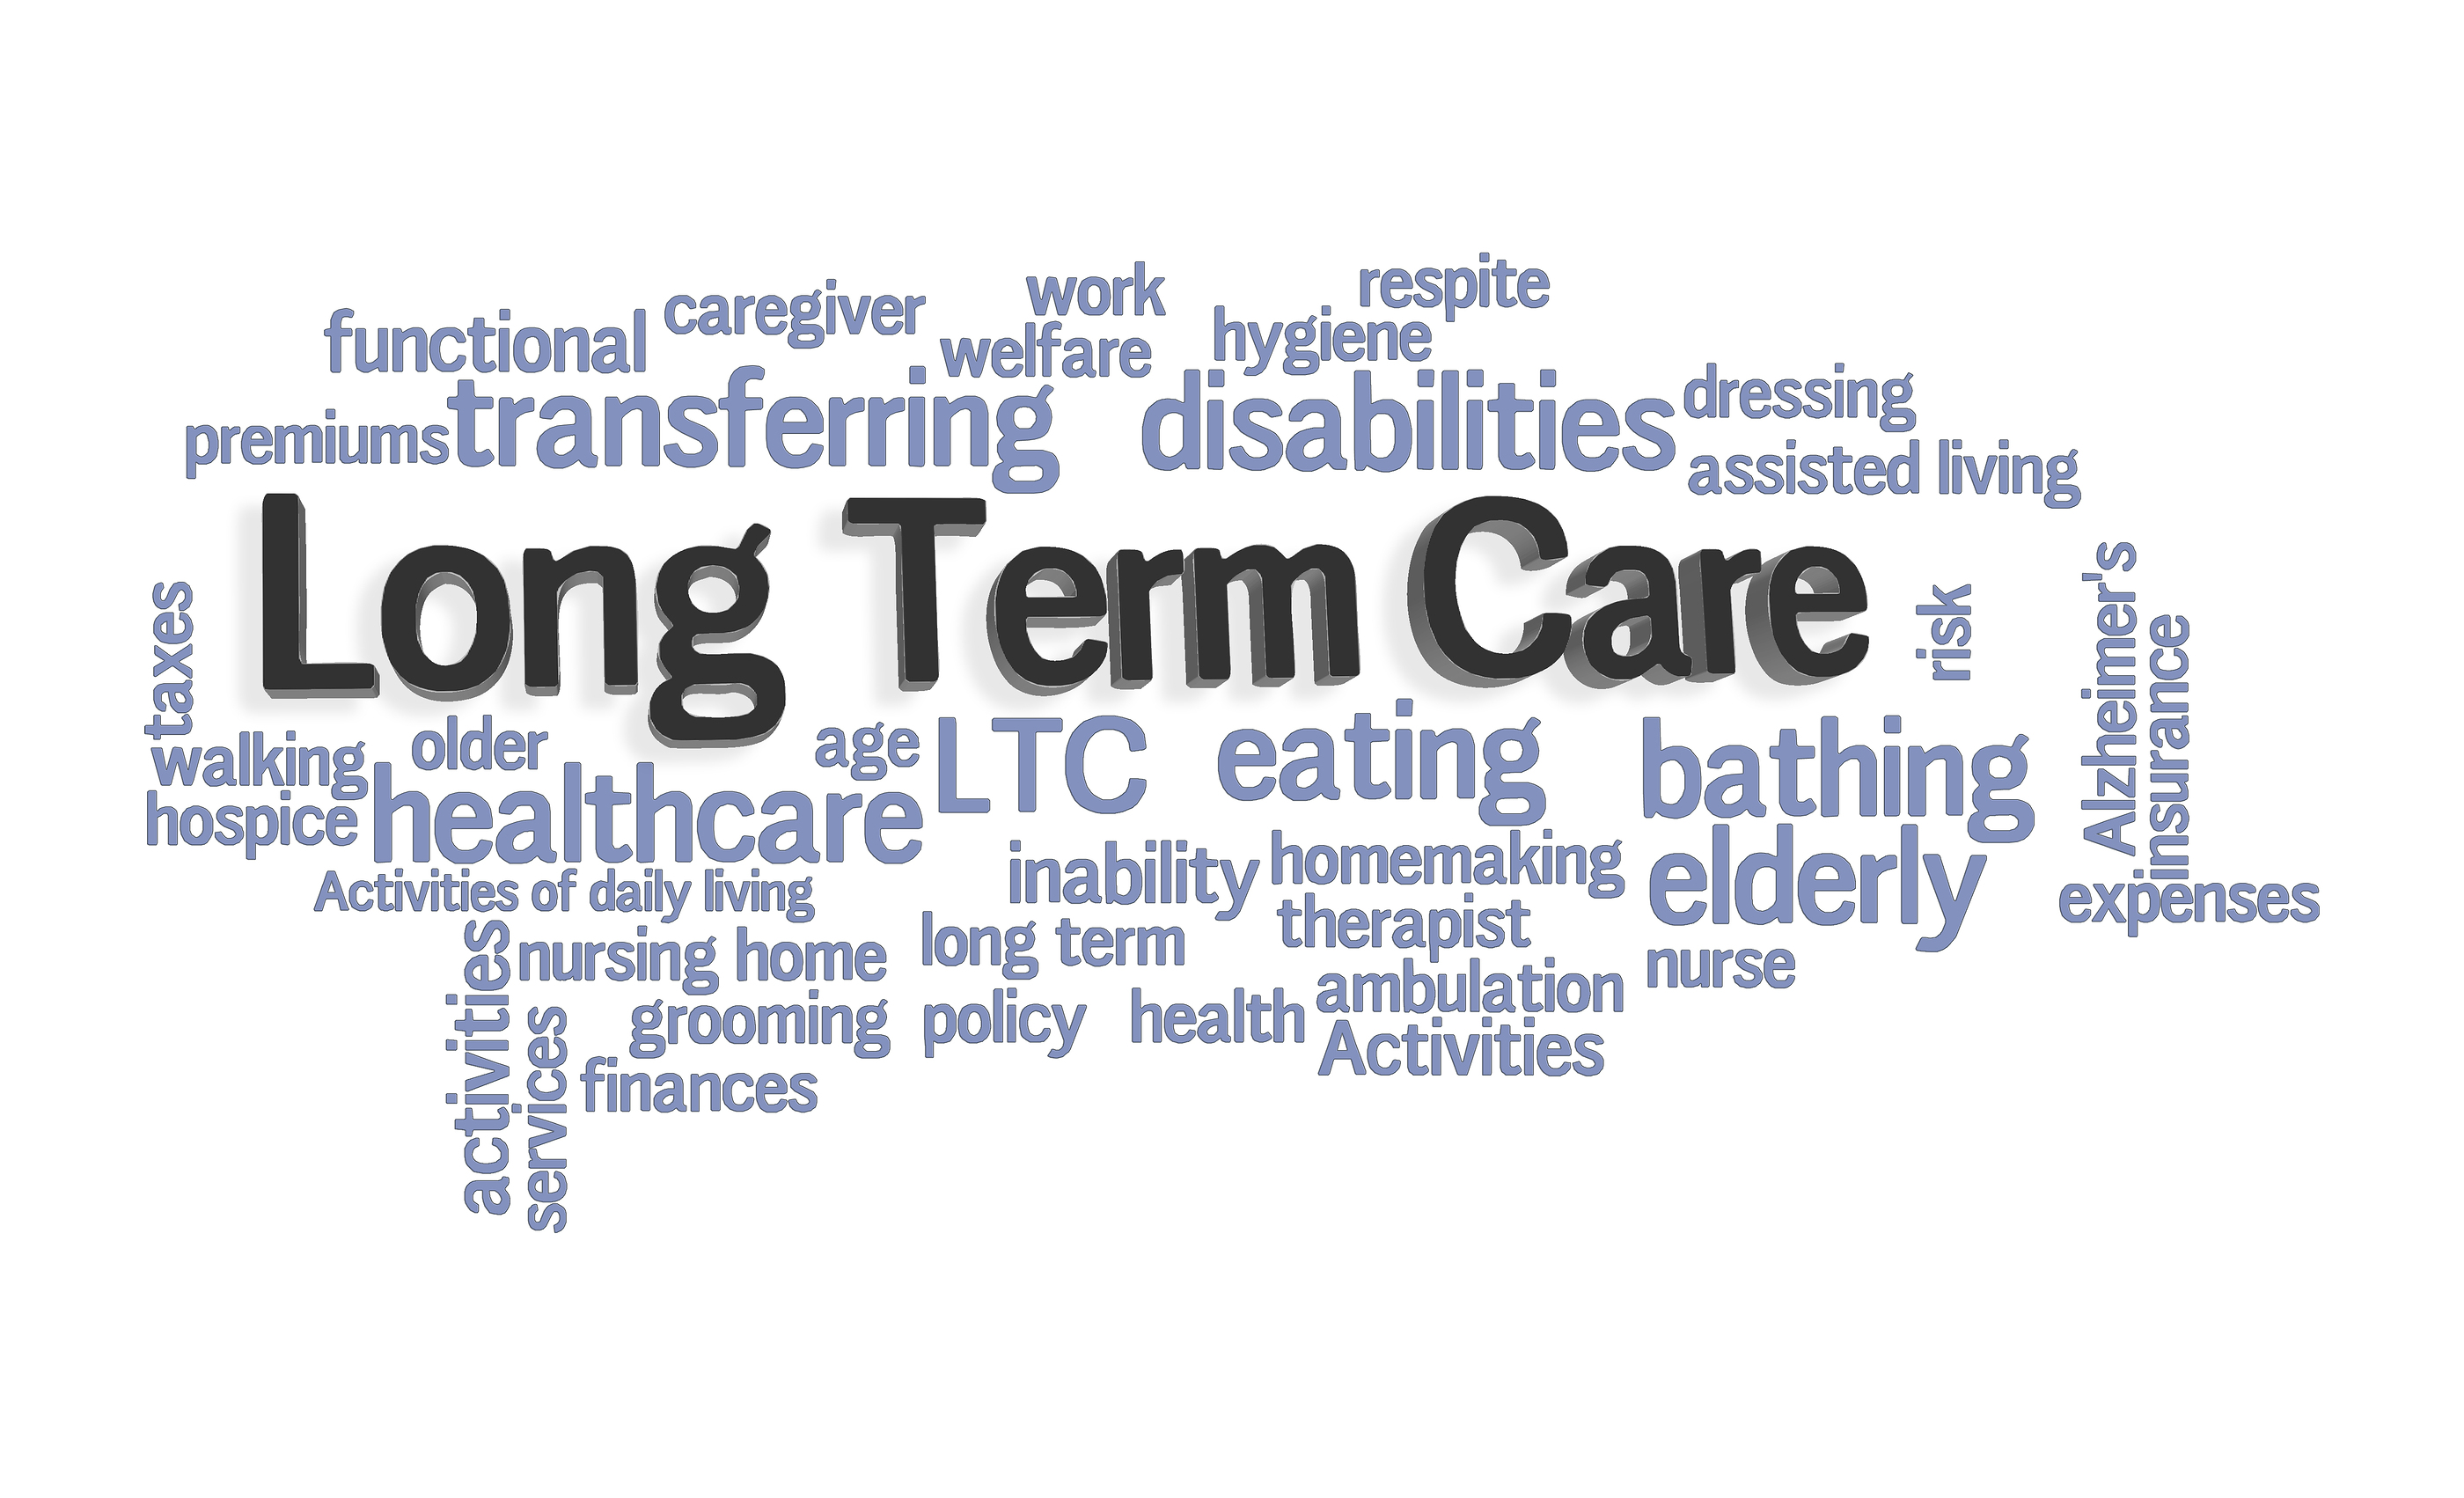 respite
work
caregiver
functional
hygiene
welfare
dressing
transferring
disabilities
premiums
assisted living
Long Term Care
taxes
risk
Alzheimer's
insurance
older
age
LTC
eating
bathing
walking
hospice
healthcare
inability
homemaking
elderly
Activities of daily living
expenses
therapist
long term
nursing home
nurse
ambulation
activities
grooming
policy
health
Activities
services
finances